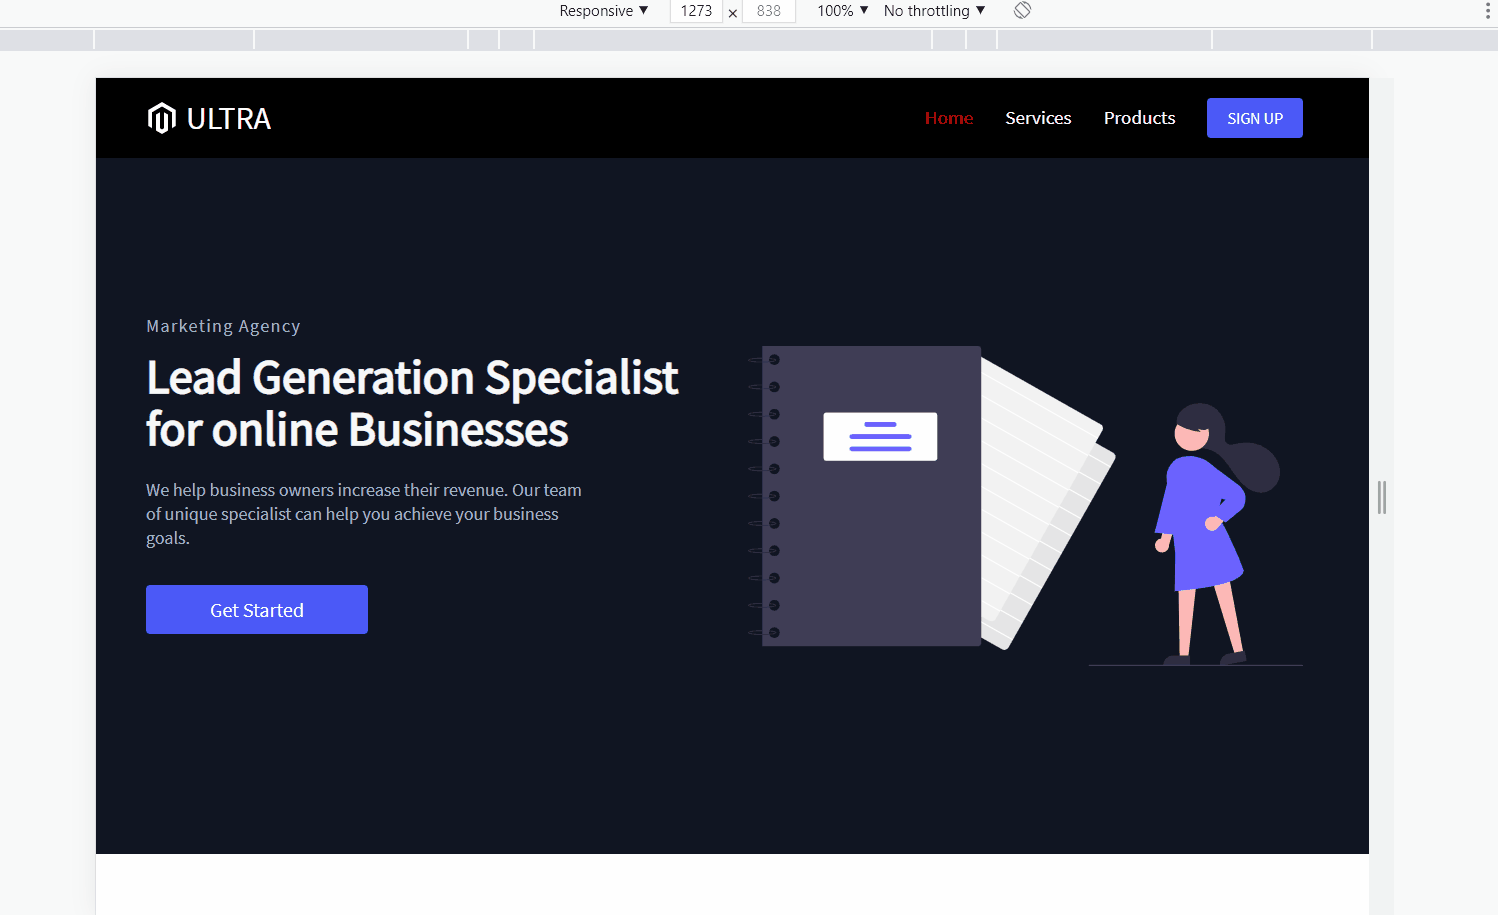 Responsive ▼ 1273 × 838 100% ▼ No throttling ▼
ULTRA
Home Services Products SIGN UP
Marketing Agency
Lead Generation Specialist
for online Businesses
We help business owners increase their revenue. Our team
of unique specialist can help you achieve your business
goals.
Get Started